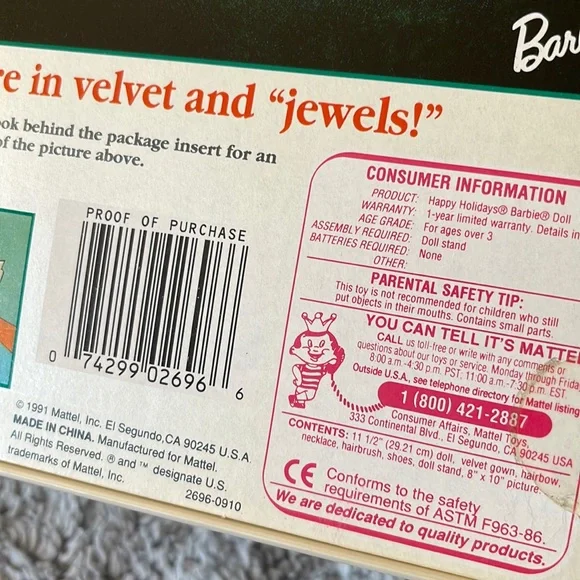 Bar
re in velvet and “jewels!”
ook behind the package insert for an
of the picture above.
PROOF OF PURCHASE
0 74299 02696 6
© 1991 Mattel, Inc. El Segundo, CA 90245 U.S.A.
MADE IN CHINA. Manufactured for Mattel.
All Rights Reserved. ® and ™ designate U.S.
trademarks of Mattel, Inc.
2696-0910
CONSUMER INFORMATION
PRODUCT: Happy Holidays® Barbie® Doll
WARRANTY: 1-year limited warranty. Details in
AGE GRADE: For ages over 3
ASSEMBLY REQUIRED: Doll stand
BATTERIES REQUIRED: None
OTHER:
PARENTAL SAFETY TIP:
This toy is not recommended for children who still
put objects in their mouths. Contains small parts.
YOU CAN TELL IT'S MATTE
CALL us toll-free or write with any comments or
questions about our toys or service. Monday through Frida
8:00 a.m.-4:30 p.m. PST; 11:00 a.m.-7:30 p.m. EST.
Outside U.S.A., see telephone directory for Mattel listing
1 (800) 421-2887
Consumer Affairs, Mattel Toys,
333 Continental Blvd., El Segundo, CA 90245 USA
CONTENTS: 11 1/2" (29.21 cm) doll, velvet gown, hairbow,
necklace, hairbrush, shoes, doll stand, 8" x 10" picture.
CE Conforms to the safety
requirements of ASTM F963-86.
We are dedicated to quality products.